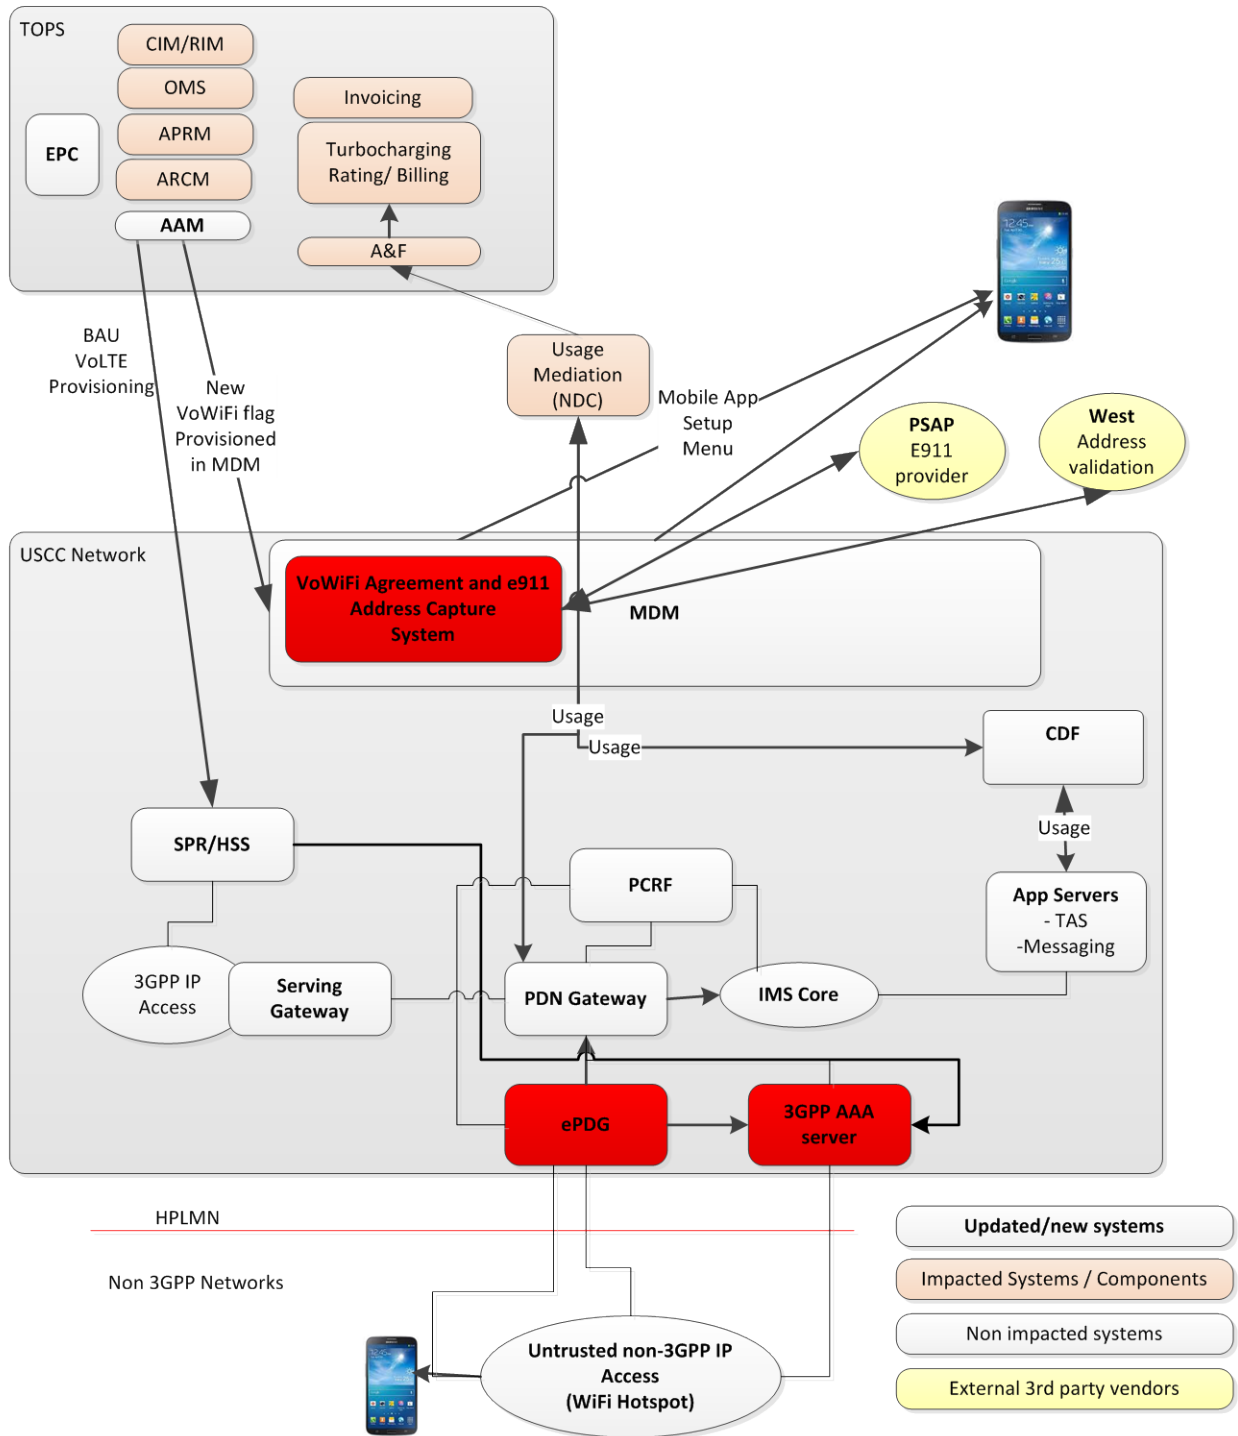 TOPS
CIM/RIM
OMS
APRM
ARCM
AAM
EPC
Invoicing
Turbocharging
Rating/ Billing
A&F
BAU
VoLTE
Provisioning
New
VoWiFi flag
Provisioned
in MDM
Usage
Mediation
(NDC)
Mobile App
Setup
Menu
PSAP
E911
provider
West
Address
validation
USCC Network
VoWiFi Agreement and e911
Address Capture
System
MDM
Usage
Usage
CDF
Usage
SPR/HSS
PCRF
App Servers
- TAS
-Messaging
3GPP IP
Access
Serving
Gateway
PDN Gateway
IMS Core
ePDG
3GPP AAA
server
HPLMN
Non 3GPP Networks
Untrusted non-3GPP IP
Access
(WiFi Hotspot)
Updated/new systems
Impacted Systems / Components
Non impacted systems
External 3rd party vendors